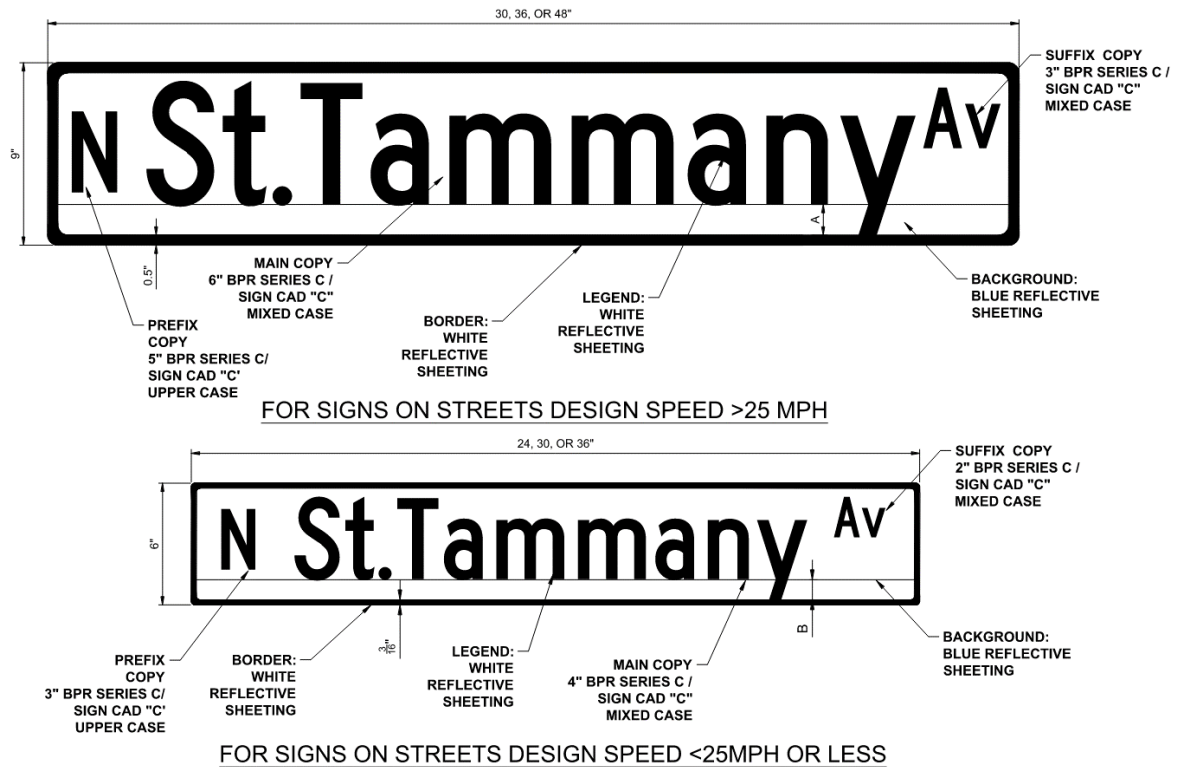 30, 36, OR 48"
SUFFIX COPY
3" BPR SERIES C /
SIGN CAD "C"
MIXED CASE
9"
N St.Tammany Av
A
0.5"
MAIN COPY
6" BPR SERIES C /
SIGN CAD "C"
MIXED CASE
BACKGROUND:
BLUE REFLECTIVE
SHEETING
LEGEND:
WHITE
REFLECTIVE
SHEETING
BORDER:
WHITE
REFLECTIVE
SHEETING
PREFIX
COPY
5" BPR SERIES C/
SIGN CAD "C'
UPPER CASE
FOR SIGNS ON STREETS DESIGN SPEED >25 MPH
24, 30, OR 36"
SUFFIX COPY
2" BPR SERIES C /
SIGN CAD "C"
MIXED CASE
6"
N St.Tammany Av
B
3/16"
PREFIX
COPY
3" BPR SERIES C/
SIGN CAD "C'
UPPER CASE
BORDER:
WHITE
REFLECTIVE
SHEETING
LEGEND:
WHITE
REFLECTIVE
SHEETING
MAIN COPY
4" BPR SERIES C /
SIGN CAD "C"
MIXED CASE
BACKGROUND:
BLUE REFLECTIVE
SHEETING
FOR SIGNS ON STREETS DESIGN SPEED <25MPH OR LESS